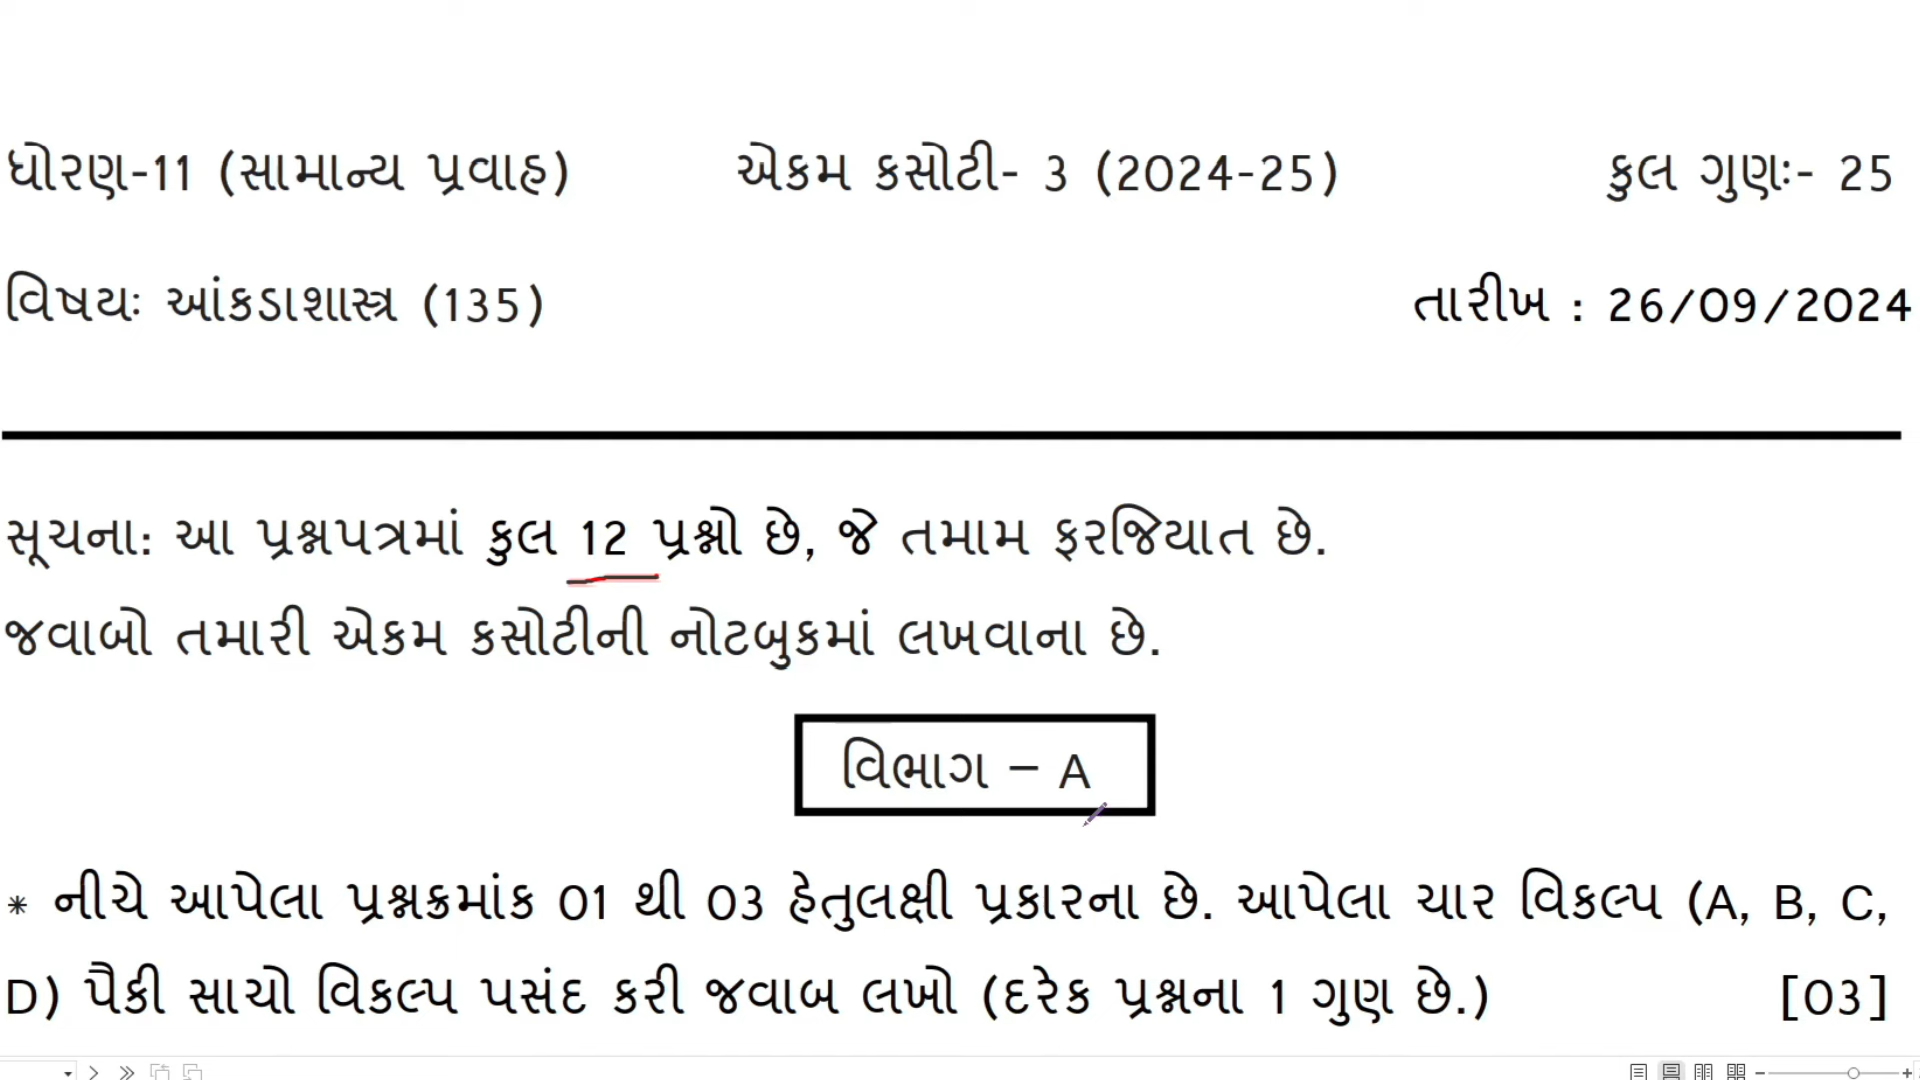 ધોરણ-11 (સામાન્ય પ્રવાહ) એકમ કસોટી- 3 (2024-25) કુલ ગુણઃ- 25
વિષયઃ આંકડાશાસ્ત્ર (135) તારીખ : 26/09/2024
સૂચના: આ પ્રશ્નપત્રમાં કુલ 12 પ્રશ્નો છે, જે તમામ ફરજિયાત છે.
જવાબો તમારી એકમ કસોટીની નોટબુકમાં લખવાના છે.
વિભાગ – A
* નીચે આપેલા પ્રશ્નક્રમાંક 01 થી 03 હેતુલક્ષી પ્રકારના છે. આપેલા ચાર વિકલ્પ (A, B, C,
D) પૈકી સાચો વિકલ્પ પસંદ કરી જવાબ લખો (દરેક પ્રશ્નના 1 ગુણ છે.) [03]